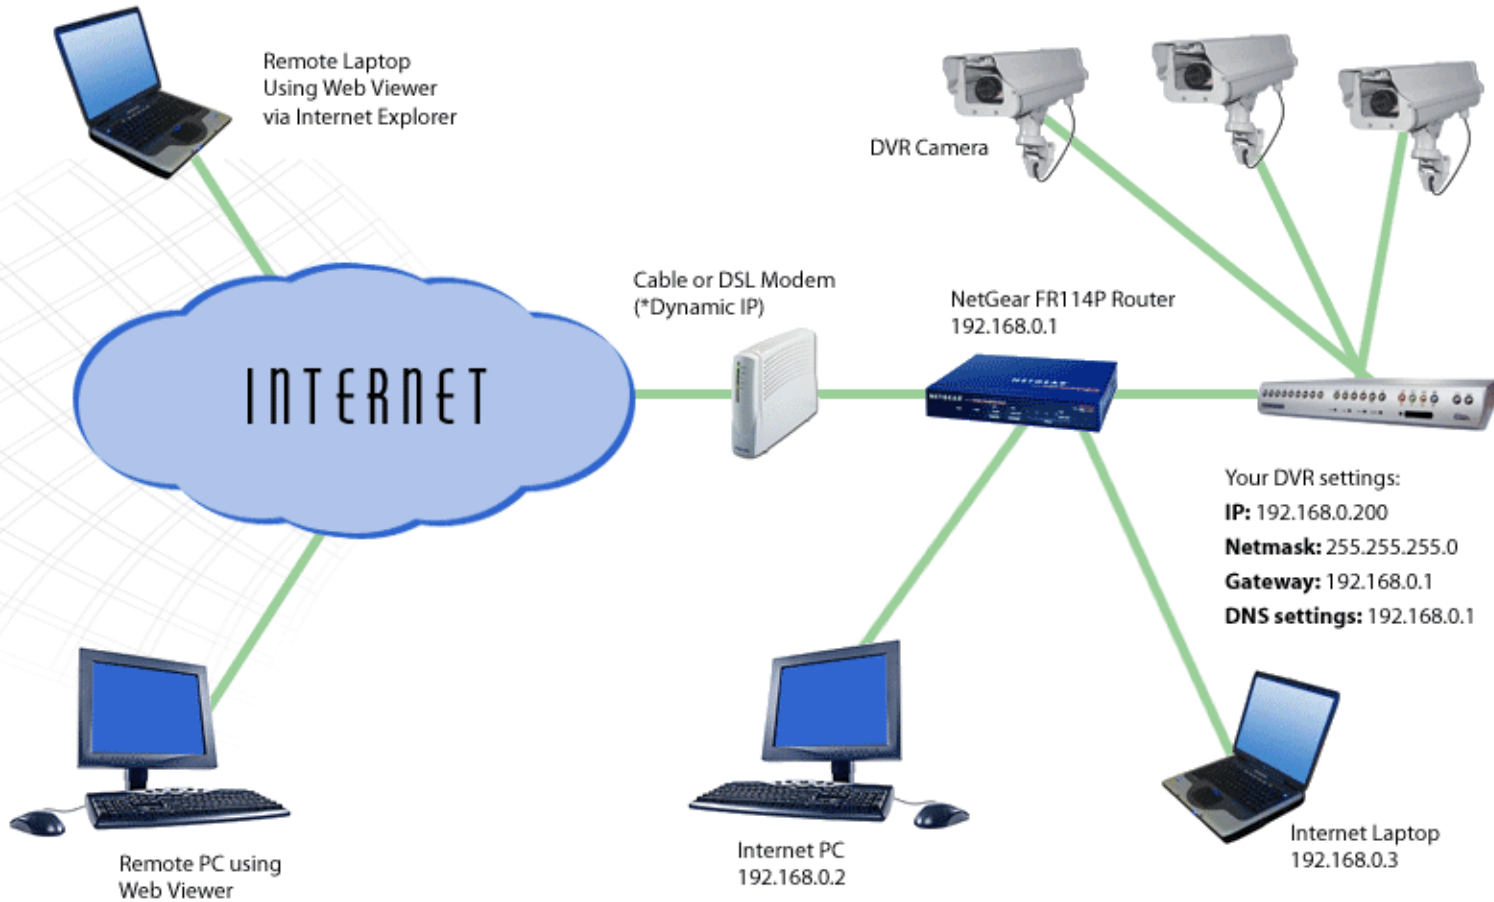 Remote Laptop
Using Web Viewer
via Internet Explorer
DVR Camera
Cable or DSL Modem
(*Dynamic IP)
NetGear FR114P Router
192.168.0.1
INTERNET
NETGEAR
NETGEAR
Your DVR settings:
IP: 192.168.0.200
Netmask: 255.255.255.0
Gateway: 192.168.0.1
DNS settings: 192.168.0.1
Internet Laptop
192.168.0.3
Internet PC
192.168.0.2
Remote PC using
Web Viewer